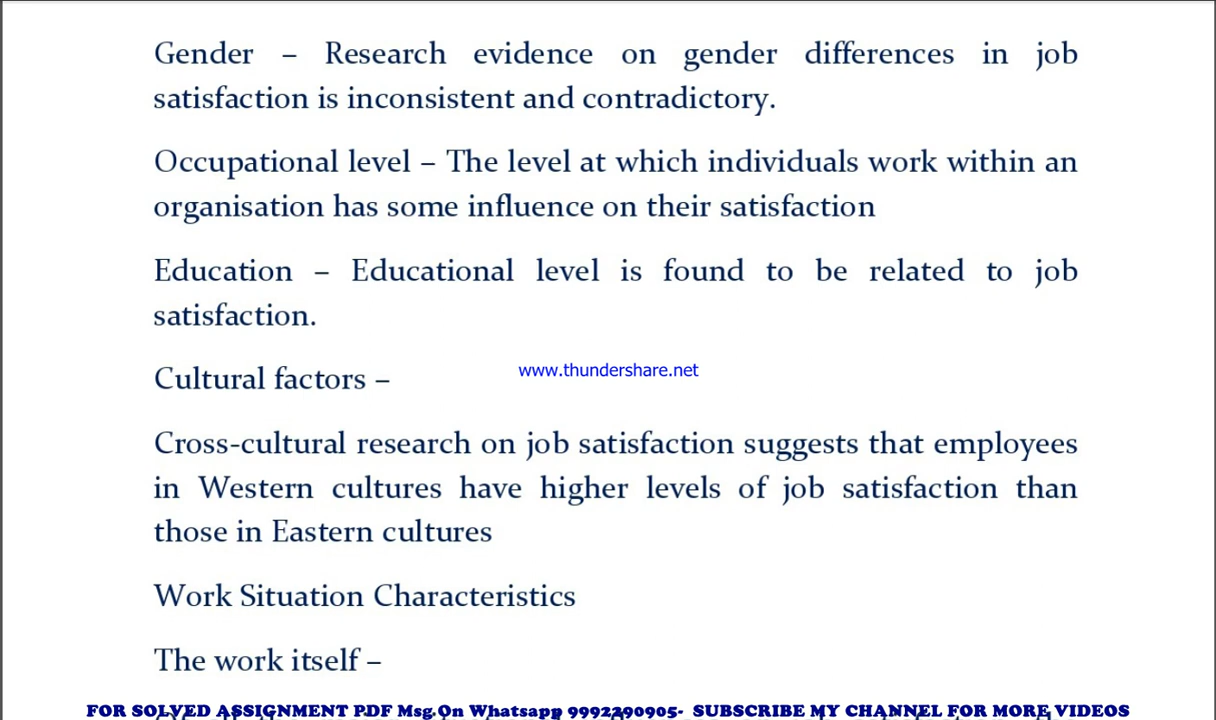 Gender – Research evidence on gender differences in job
satisfaction is inconsistent and contradictory.
Occupational level – The level at which individuals work within an
organisation has some influence on their satisfaction
Education – Educational level is found to be related to job
satisfaction.
Cultural factors –
www.thundershare.net
Cross-cultural research on job satisfaction suggests that employees
in Western cultures have higher levels of job satisfaction than
those in Eastern cultures
Work Situation Characteristics
The work itself –
FOR SOLVED ASSIGNMENT PDF Msg.On Whatsapp 9992290905- SUBSCRIBE MY CHANNEL FOR MORE VIDEOS